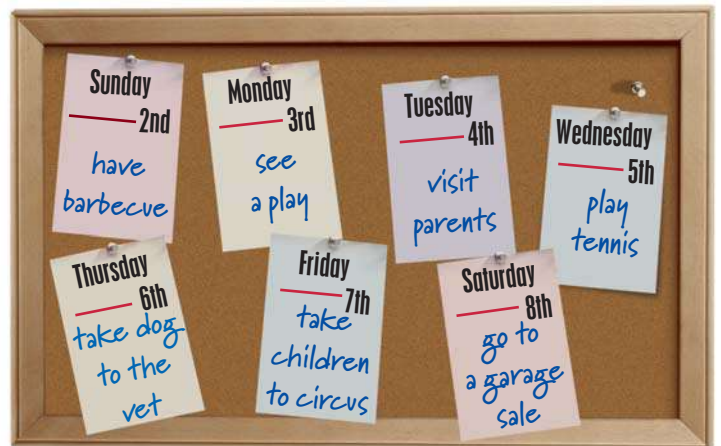 Sunday
2nd
have
barbecue
Monday
3rd
see
a play
Tuesday
4th
visit
parents
Wednesday
5th
play
tennis
Thursday
6th
take dog
to the
vet
Friday
7th
take
children
to circus
Saturday
8th
go to
a garage
sale